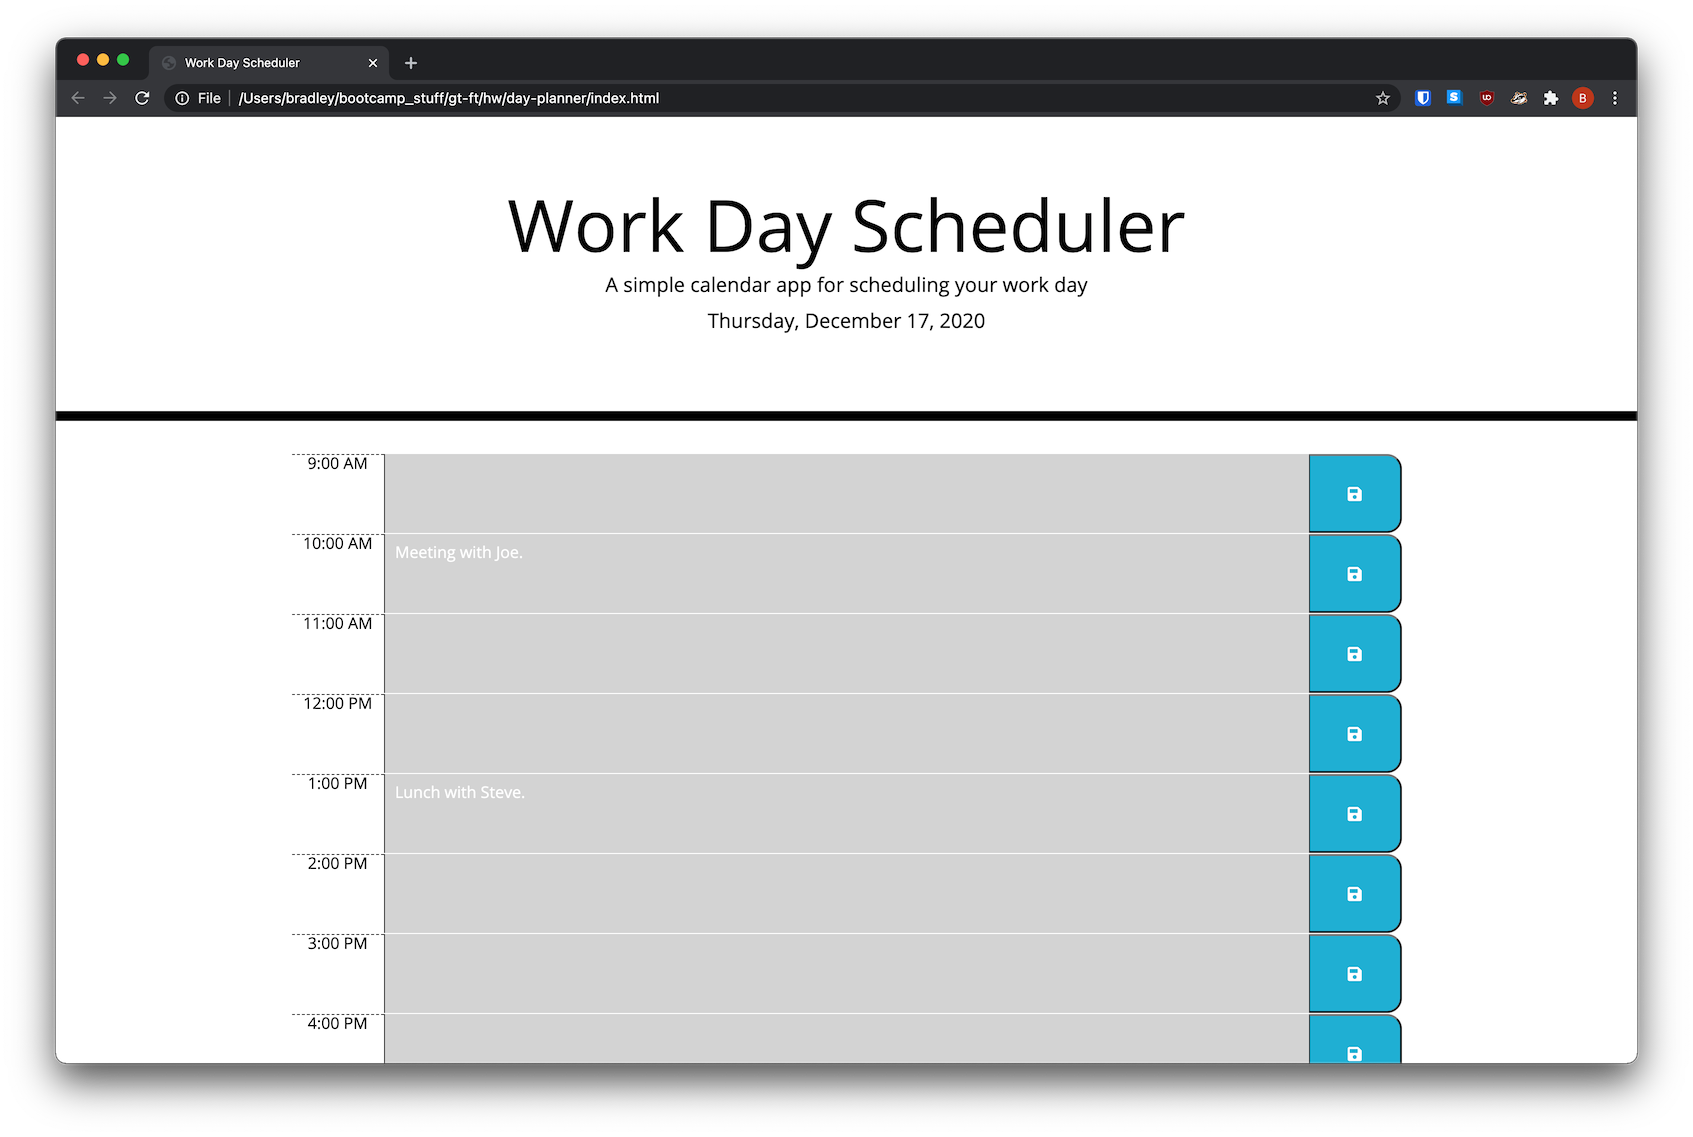 Work Day Scheduler
File /Users/bradley/bootcamp_stuff/gt-ft/hw/day-planner/index.html
S
B
Work Day Scheduler
A simple calendar app for scheduling your work day
Thursday, December 17, 2020
9:00 AM
10:00 AM Meeting with Joe.
11:00 AM
12:00 PM
1:00 PM Lunch with Steve.
2:00 PM
3:00 PM
4:00 PM